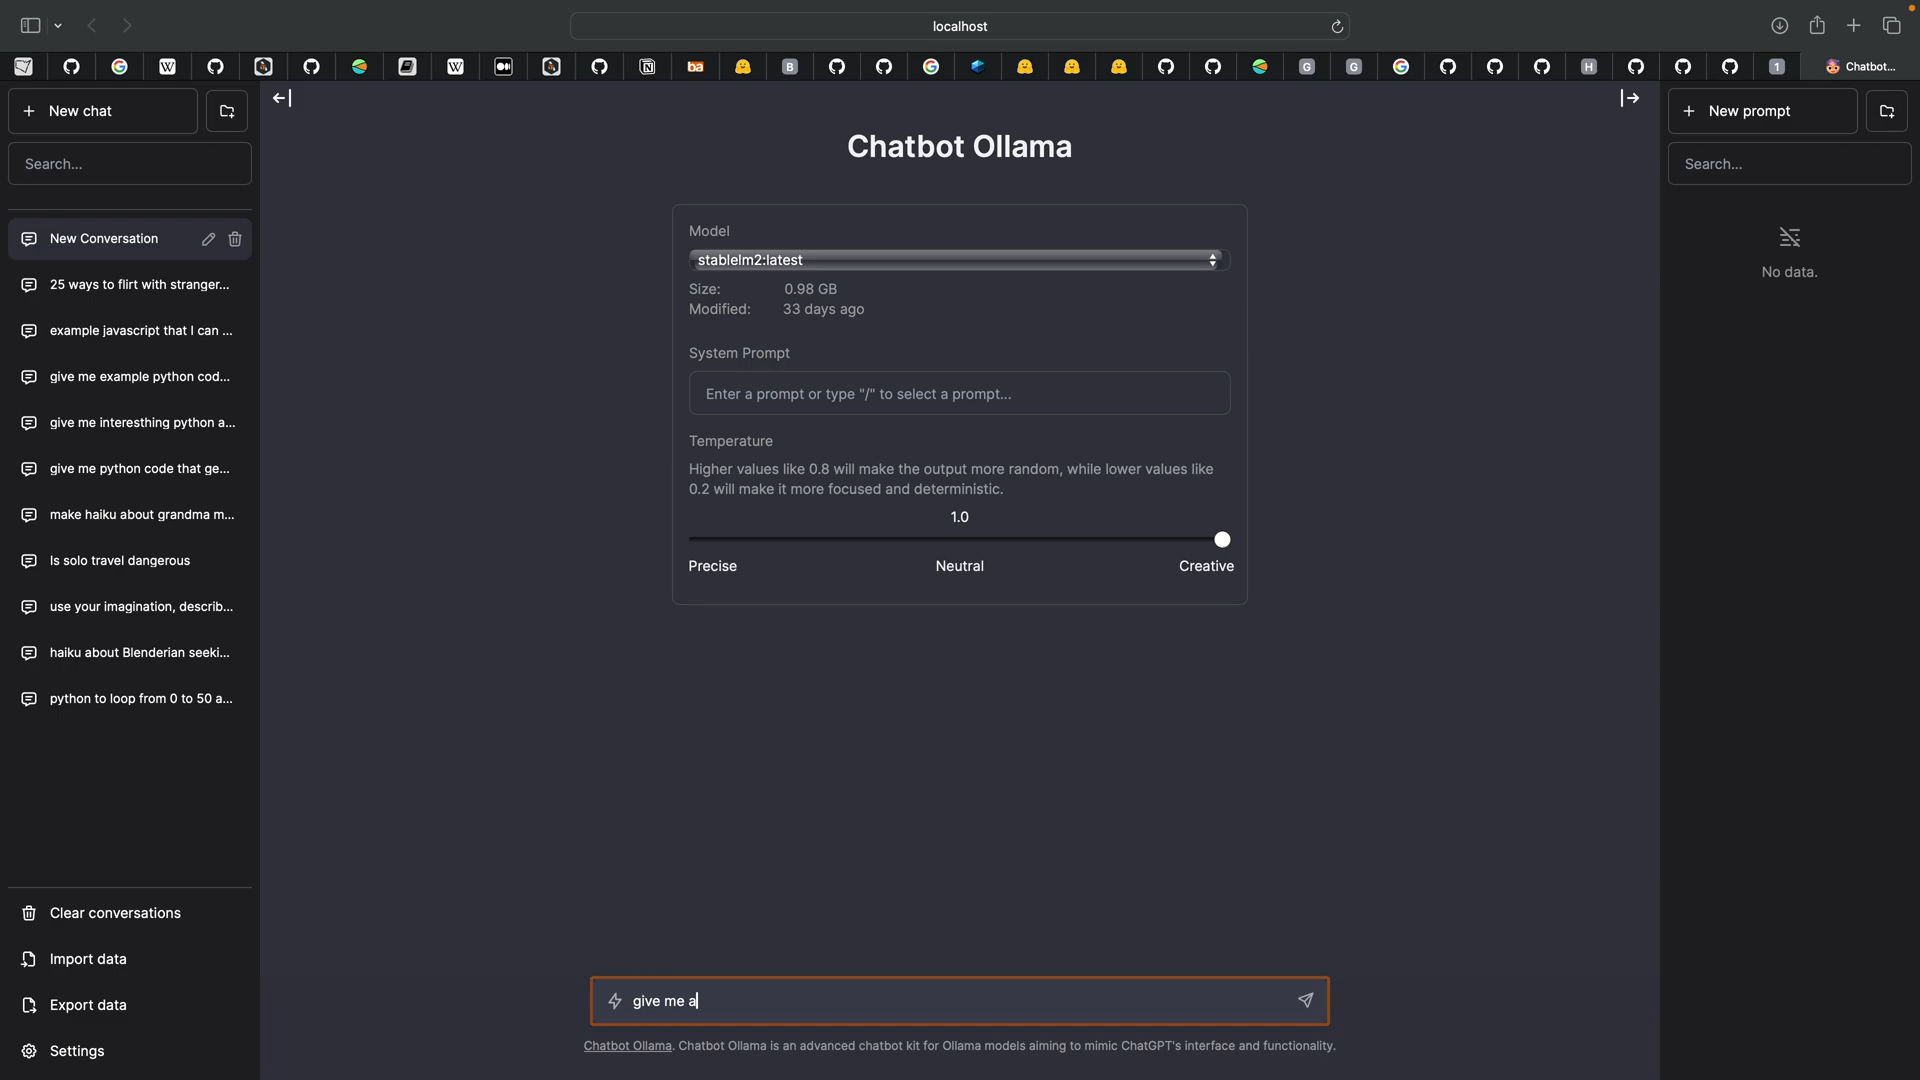 localhost
W
W
ba
B
G
G
H
1
Chatbot...
New chat
Search...
New Conversation
25 ways to flirt with stranger...
example javascript that I can ...
give me example python cod...
give me interesthing python a...
give me python code that ge...
make haiku about grandma m...
Is solo travel dangerous
use your imagination, describ...
haiku about Blenderian seeki...
python to loop from 0 to 50 a...
Clear conversations
Import data
Export data
Settings
Chatbot Ollama
Model
stablelm2:latest
Size: 0.98 GB
Modified: 33 days ago
System Prompt
Enter a prompt or type "/" to select a prompt...
Temperature
Higher values like 0.8 will make the output more random, while lower values like
0.2 will make it more focused and deterministic.
1.0
Precise Neutral Creative
give me a
Chatbot Ollama. Chatbot Ollama is an advanced chatbot kit for Ollama models aiming to mimic ChatGPT's interface and functionality.
New prompt
Search...
No data.